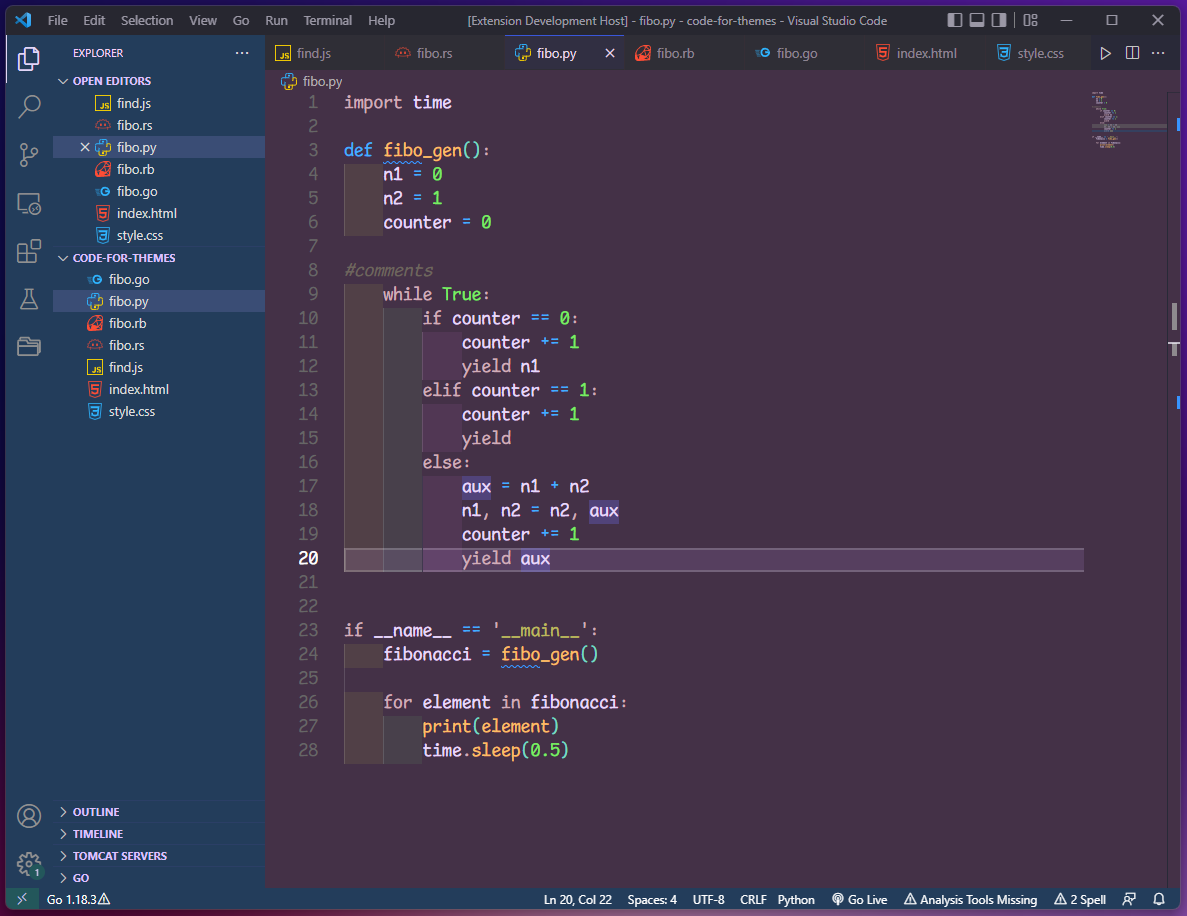 File Edit Selection View Go Run Terminal Help [Extension Development Host] - fibo.py - code-for-themes - Visual Studio Code
EXPLORER
find.js fibo.rs fibo.py fibo.rb fibo.go index.html style.css
OPEN EDITORS
find.js
fibo.rs
fibo.py
fibo.rb
fibo.go
index.html
style.css
CODE-FOR-THEMES
fibo.go
fibo.py
fibo.rb
fibo.rs
find.js
index.html
style.css
OUTLINE
TIMELINE
TOMCAT SERVERS
GO
1
fibo.py
1 import time
2
3 def fibo_gen():
4 n1 = 0
5 n2 = 1
6 counter = 0
7
8 #comments
9 while True:
10 if counter == 0:
11 counter += 1
12 yield n1
13 elif counter == 1:
14 counter += 1
15 yield
16 else:
17 aux = n1 + n2
18 n1, n2 = n2, aux
19 counter += 1
20 yield aux
21
22
23 if __name__ == '__main__':
24 fibonacci = fibo_gen()
25
26 for element in fibonacci:
27 print(element)
28 time.sleep(0.5)
Go 1.18.3 Ln 20, Col 22 Spaces: 4 UTF-8 CRLF Python Go Live Analysis Tools Missing 2 Spell